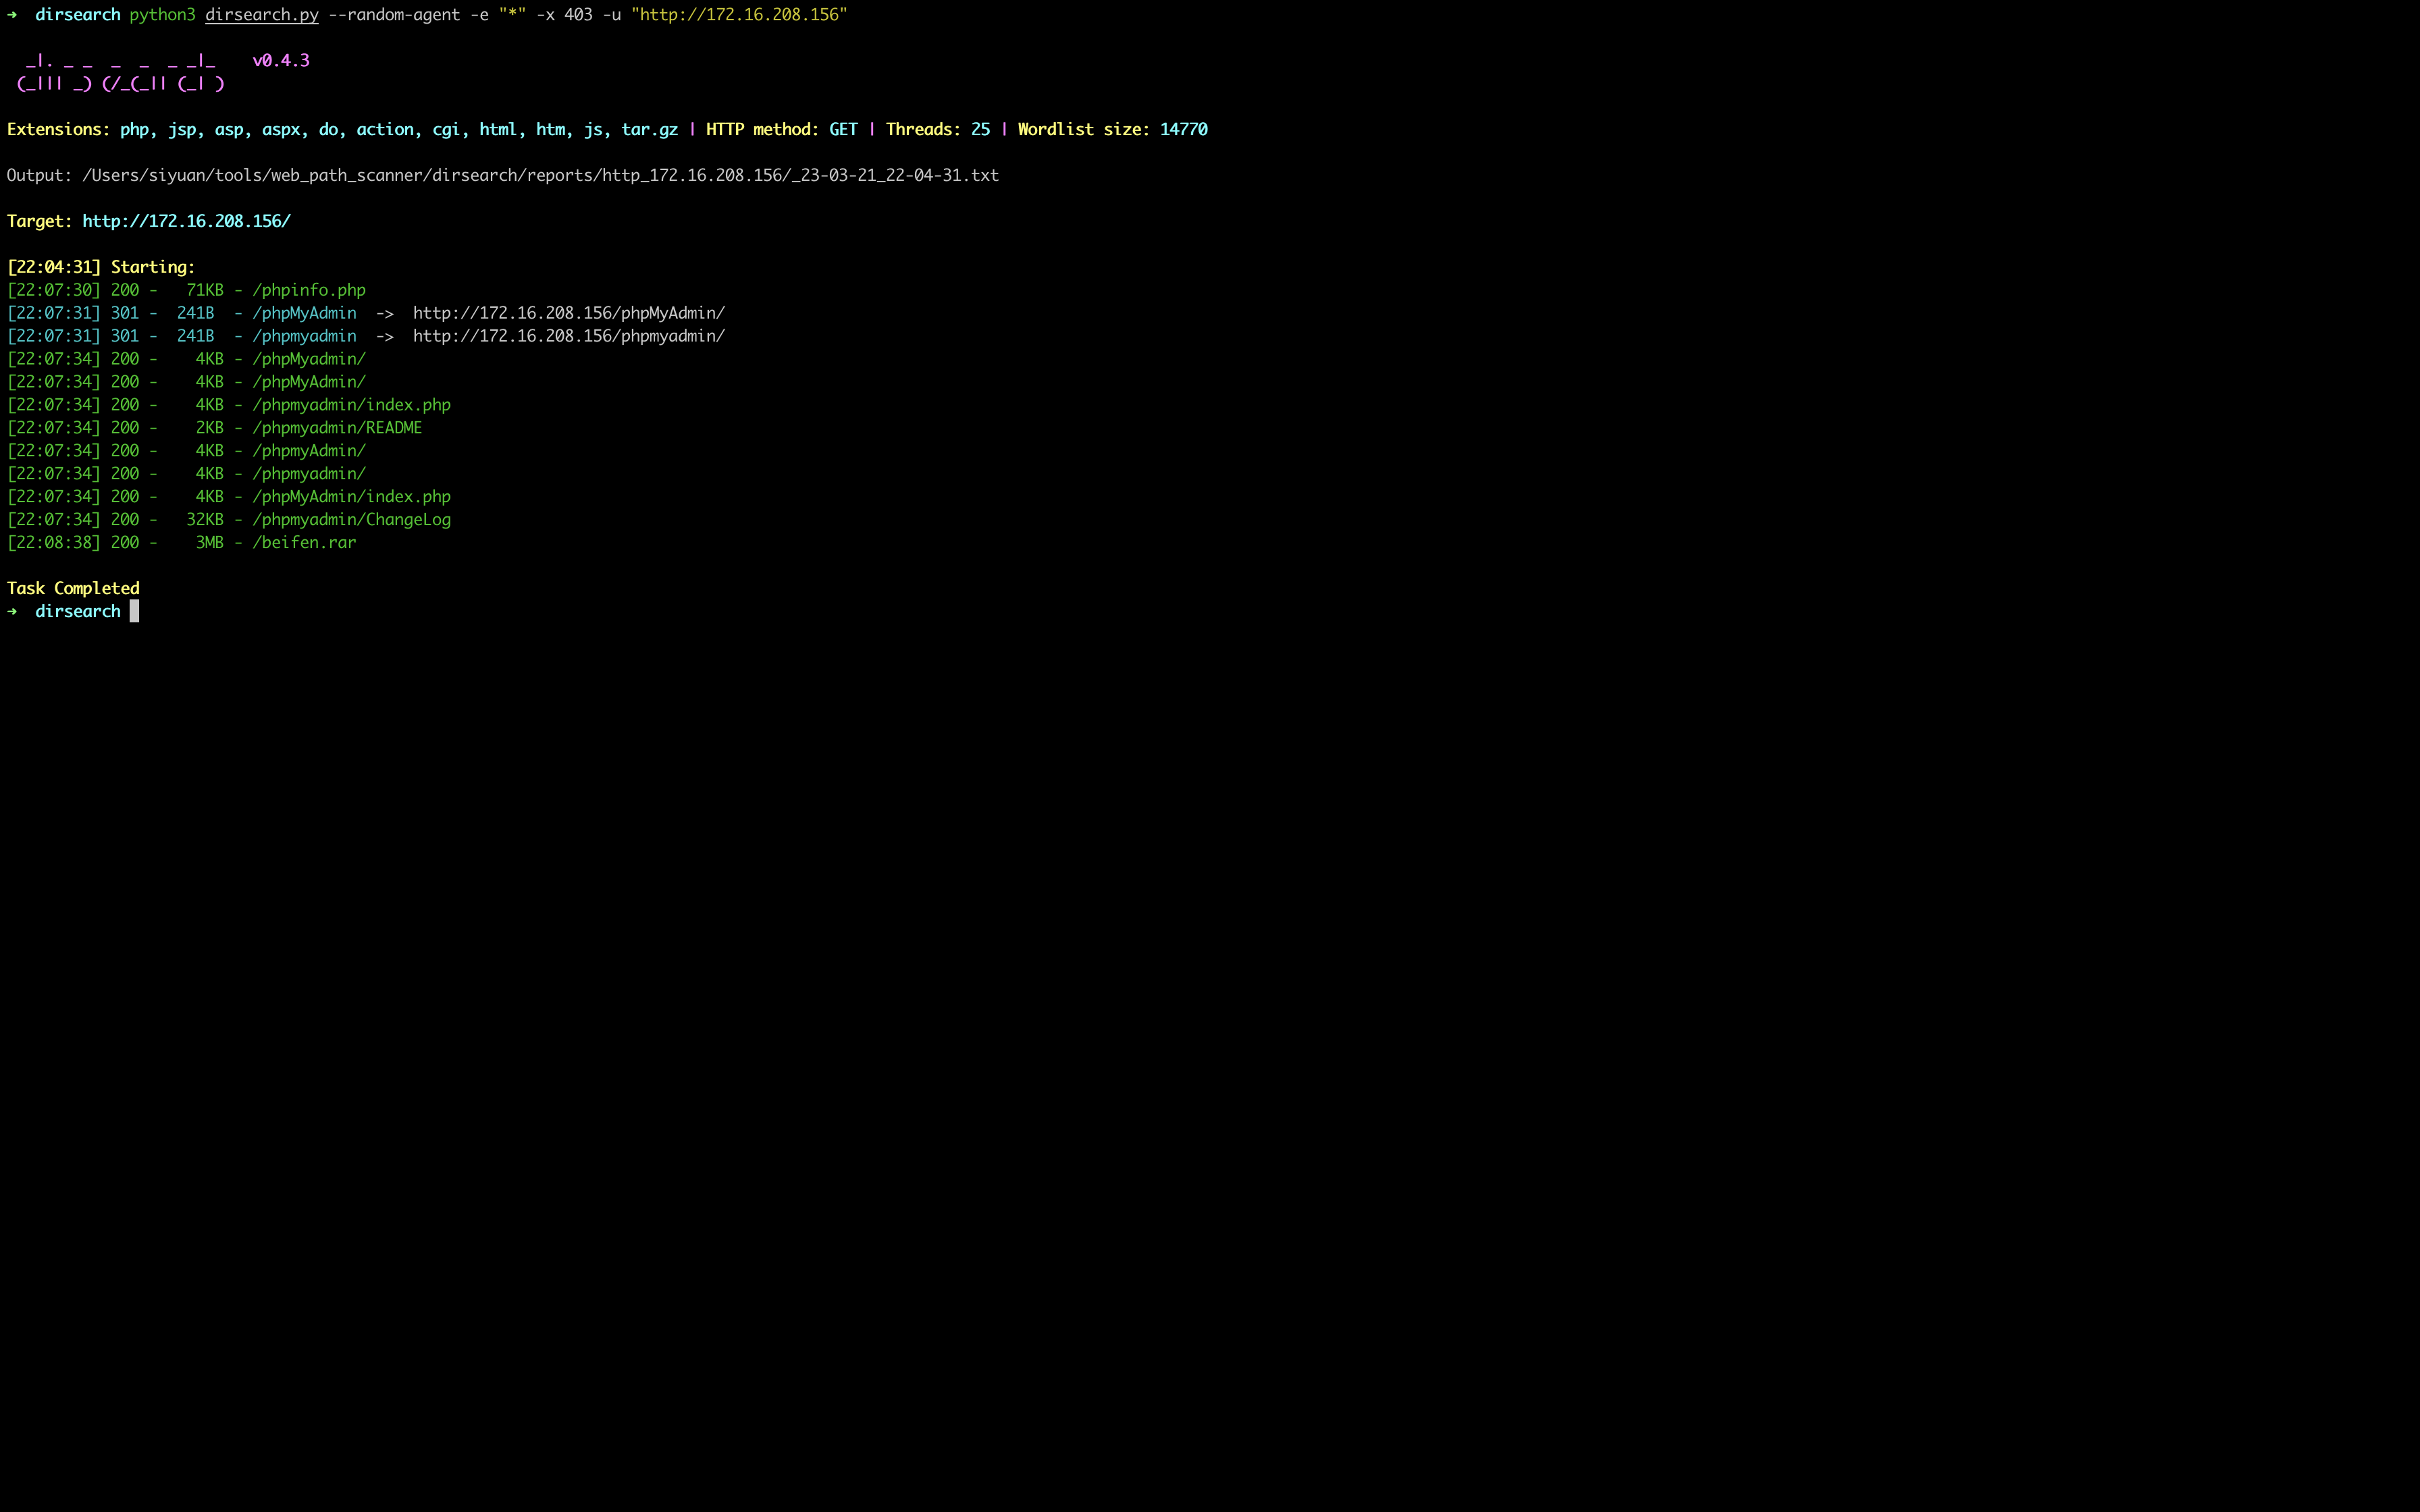 ➜  dirsearch python3 dirsearch.py --random-agent -e "*" -x 403 -u "http://172.16.208.156"
  _|. _ _  _  _  _ _|_    v0.4.3
 (_||| _) (/_(_|| (_| )
Extensions: php, jsp, asp, aspx, do, action, cgi, html, htm, js, tar.gz | HTTP method: GET | Threads: 25 | Wordlist size: 14770
Output: /Users/siyuan/tools/web_path_scanner/dirsearch/reports/http_172.16.208.156/_23-03-21_22-04-31.txt
Target: http://172.16.208.156/
[22:04:31] Starting:
[22:07:30] 200 -   71KB - /phpinfo.php
[22:07:31] 301 -  241B  - /phpMyAdmin  ->  http://172.16.208.156/phpMyAdmin/
[22:07:31] 301 -  241B  - /phpmyadmin  ->  http://172.16.208.156/phpmyadmin/
[22:07:34] 200 -    4KB - /phpMyadmin/
[22:07:34] 200 -    4KB - /phpMyAdmin/
[22:07:34] 200 -    4KB - /phpmyadmin/index.php
[22:07:34] 200 -    2KB - /phpmyadmin/README
[22:07:34] 200 -    4KB - /phpmyAdmin/
[22:07:34] 200 -    4KB - /phpmyadmin/
[22:07:34] 200 -    4KB - /phpMyAdmin/index.php
[22:07:34] 200 -   32KB - /phpmyadmin/ChangeLog
[22:08:38] 200 -    3MB - /beifen.rar
Task Completed
➜  dirsearch